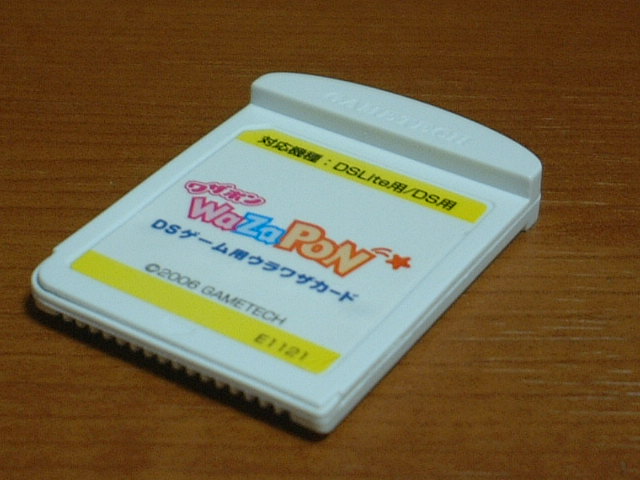 GAMETECH
対応機種：DSLite用/DS用
ワザポン
WaZaPON
DSゲーム用ウラワザカード
©2006 GAMETECH
E1121